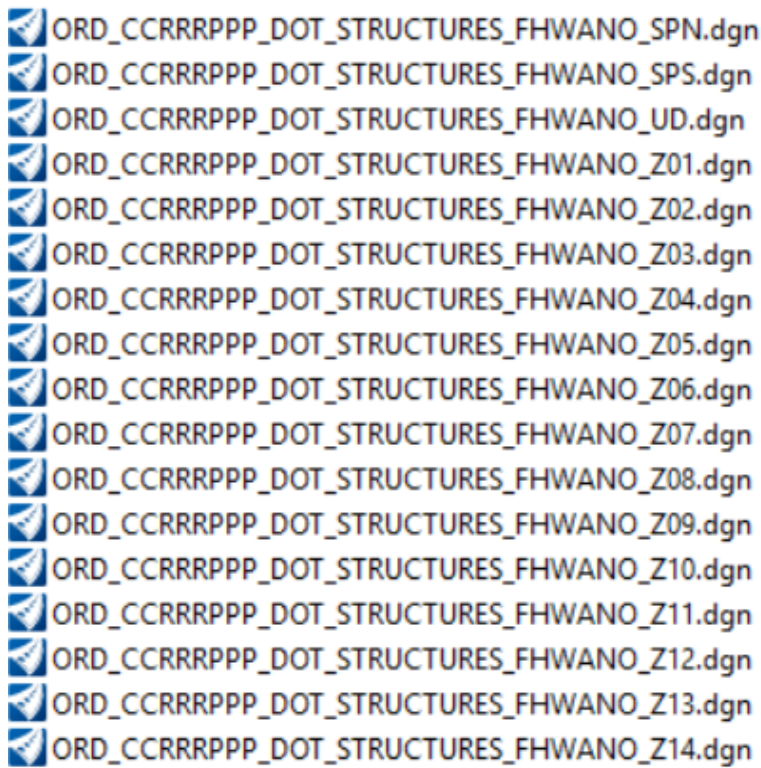 ORD_CCRRRPPP_DOT_STRUCTURES_FHWANO_SPN.dgn
ORD_CCRRRPPP_DOT_STRUCTURES_FHWANO_SPS.dgn
ORD_CCRRRPPP_DOT_STRUCTURES_FHWANO_UD.dgn
ORD_CCRRRPPP_DOT_STRUCTURES_FHWANO_Z01.dgn
ORD_CCRRRPPP_DOT_STRUCTURES_FHWANO_Z02.dgn
ORD_CCRRRPPP_DOT_STRUCTURES_FHWANO_Z03.dgn
ORD_CCRRRPPP_DOT_STRUCTURES_FHWANO_Z04.dgn
ORD_CCRRRPPP_DOT_STRUCTURES_FHWANO_Z05.dgn
ORD_CCRRRPPP_DOT_STRUCTURES_FHWANO_Z06.dgn
ORD_CCRRRPPP_DOT_STRUCTURES_FHWANO_Z07.dgn
ORD_CCRRRPPP_DOT_STRUCTURES_FHWANO_Z08.dgn
ORD_CCRRRPPP_DOT_STRUCTURES_FHWANO_Z09.dgn
ORD_CCRRRPPP_DOT_STRUCTURES_FHWANO_Z10.dgn
ORD_CCRRRPPP_DOT_STRUCTURES_FHWANO_Z11.dgn
ORD_CCRRRPPP_DOT_STRUCTURES_FHWANO_Z12.dgn
ORD_CCRRRPPP_DOT_STRUCTURES_FHWANO_Z13.dgn
ORD_CCRRRPPP_DOT_STRUCTURES_FHWANO_Z14.dgn